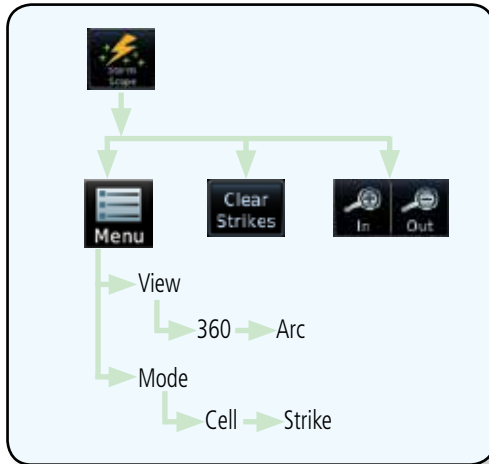 Storm
Scope
Menu
Clear
Strikes
In
Out
View
360
Arc
Mode
Cell
Strike